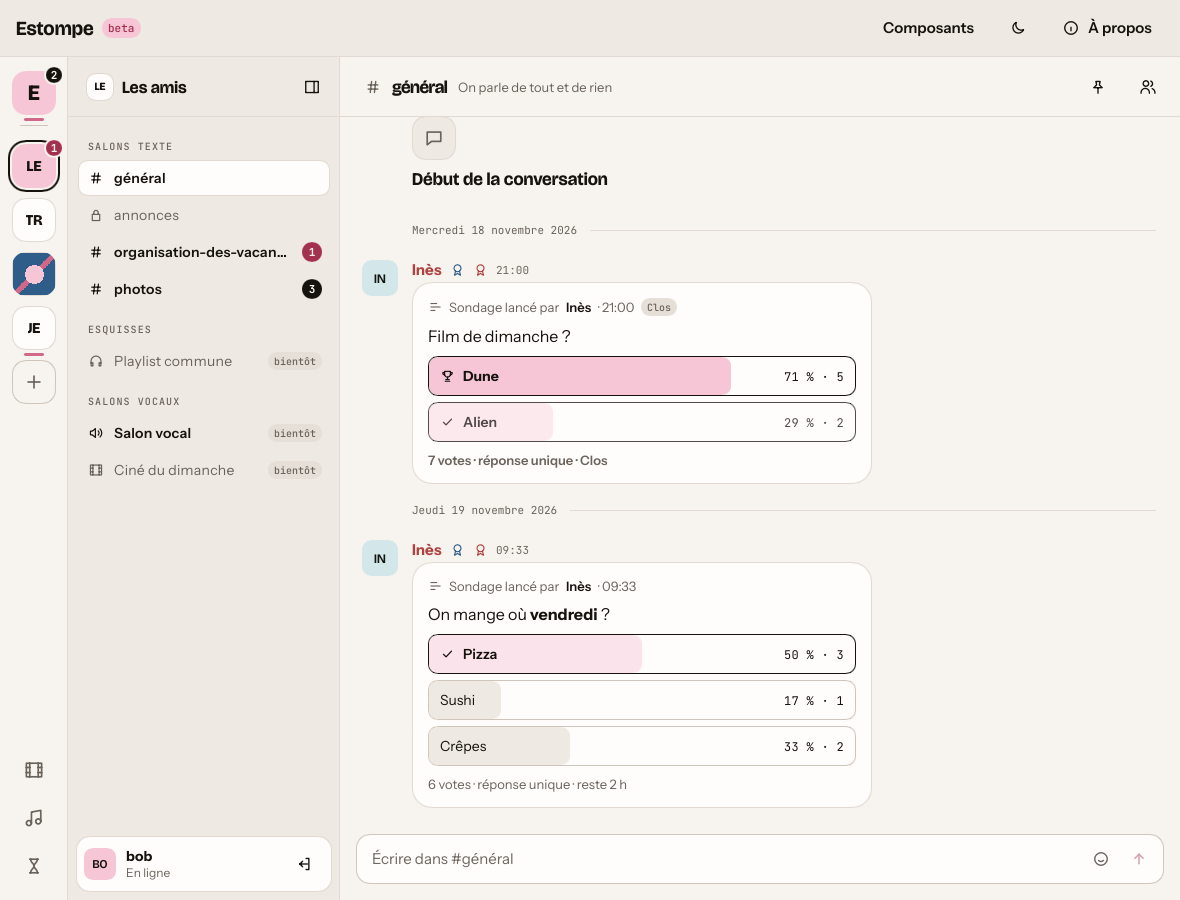 Estompe beta
Composants
À propos
E 2
LE 1
TR
JE
LE Les amis
SALONS TEXTE
# général
annonces
# organisation-des-vacan... 1
# photos 3
ESQUISSES
Playlist commune bientôt
SALONS VOCAUX
Salon vocal bientôt
Ciné du dimanche bientôt
BO bob
En ligne
# général On parle de tout et de rien
Début de la conversation
Mercredi 18 novembre 2026
IN Inès 21:00
Sondage lancé par Inès · 21:00 Clos
Film de dimanche ?
Dune 71 % · 5
Alien 29 % · 2
7 votes · réponse unique · Clos
Jeudi 19 novembre 2026
IN Inès 09:33
Sondage lancé par Inès · 09:33
On mange où vendredi ?
Pizza 50 % · 3
Sushi 17 % · 1
Crêpes 33 % · 2
6 votes · réponse unique · reste 2 h
Écrire dans #général